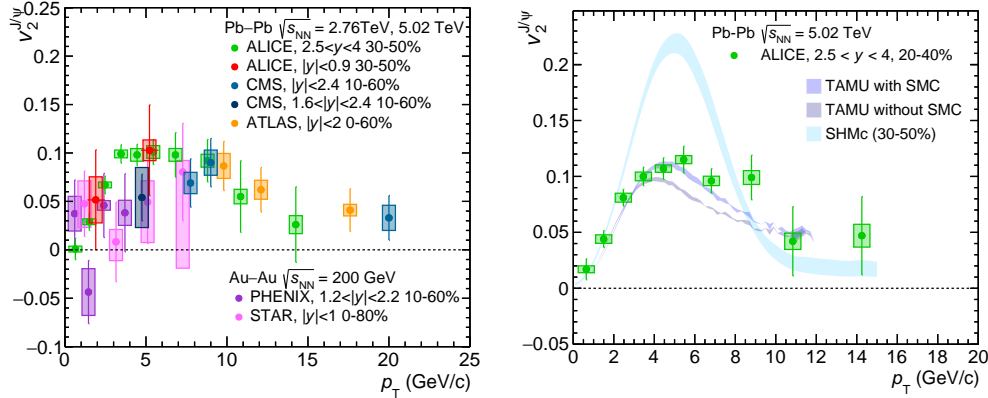 v₂^J/ψ
Pb–Pb √s_NN = 2.76TeV, 5.02 TeV
ALICE, 2.5<y<4 30-50%
ALICE, |y|<0.9 30-50%
CMS, |y|<2.4 10-60%
CMS, 1.6<|y|<2.4 10-60%
ATLAS, |y|<2 0-60%
0.2
0.15
0.1
0.05
0
−0.05
−0.1
Au–Au √s_NN = 200 GeV
PHENIX, 1.2<|y|<2.2 10-60%
STAR, |y|<1 0-80%
0 5 10 15 20 25
p_T (GeV/c)
v₂^J/ψ
Pb-Pb √s_NN = 5.02 TeV
ALICE, 2.5 < y < 4, 20-40%
TAMU with SMC
TAMU without SMC
SHMc (30-50%)
0.2
0.15
0.1
0.05
0.0
−0.05
0 2 4 6 8 10 12 14 16 18 20
p_T (GeV/c)